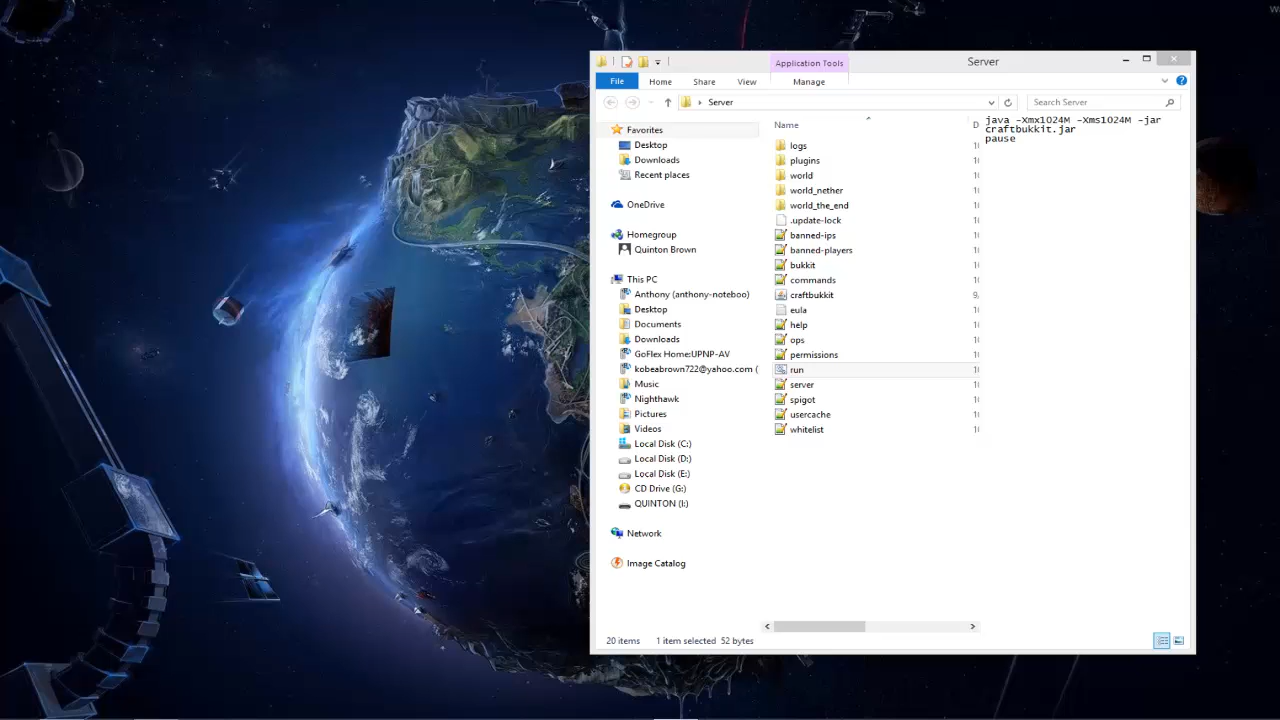 Application Tools
Server
File
Home
Share
View
Manage
Server
Search Server
Favorites
Desktop
Downloads
Recent places
OneDrive
Homegroup
Quinton Brown
This PC
Anthony (anthony-noteboo)
Desktop
Documents
Downloads
GoFlex Home:UPNP-AV
kobeabrown722@yahoo.com (
Music
Nighthawk
Pictures
Videos
Local Disk (C:)
Local Disk (D:)
Local Disk (E:)
CD Drive (G:)
QUINTON (I:)
Network
Image Catalog
Name
D
logs
plugins
world
world_nether
world_the_end
.update-lock
banned-ips
banned-players
bukkit
commands
craftbukkit
eula
help
ops
permissions
run
server
spigot
usercache
whitelist
java -Xmx1024M -Xms1024M -jar
craftbukkit.jar
pause
20 items
1 item selected 52 bytes